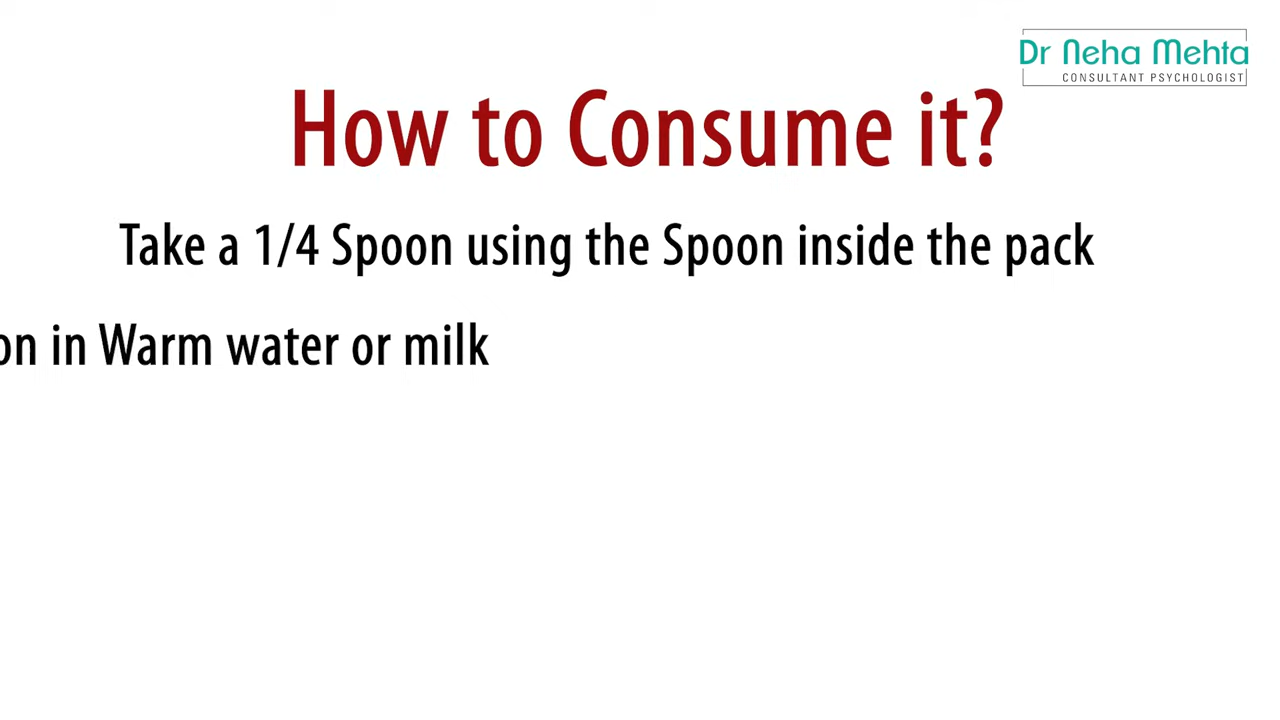 Dr Neha Mehta
CONSULTANT PSYCHOLOGIST
How to Consume it?
Take a 1/4 Spoon using the Spoon inside the pack
on in Warm water or milk